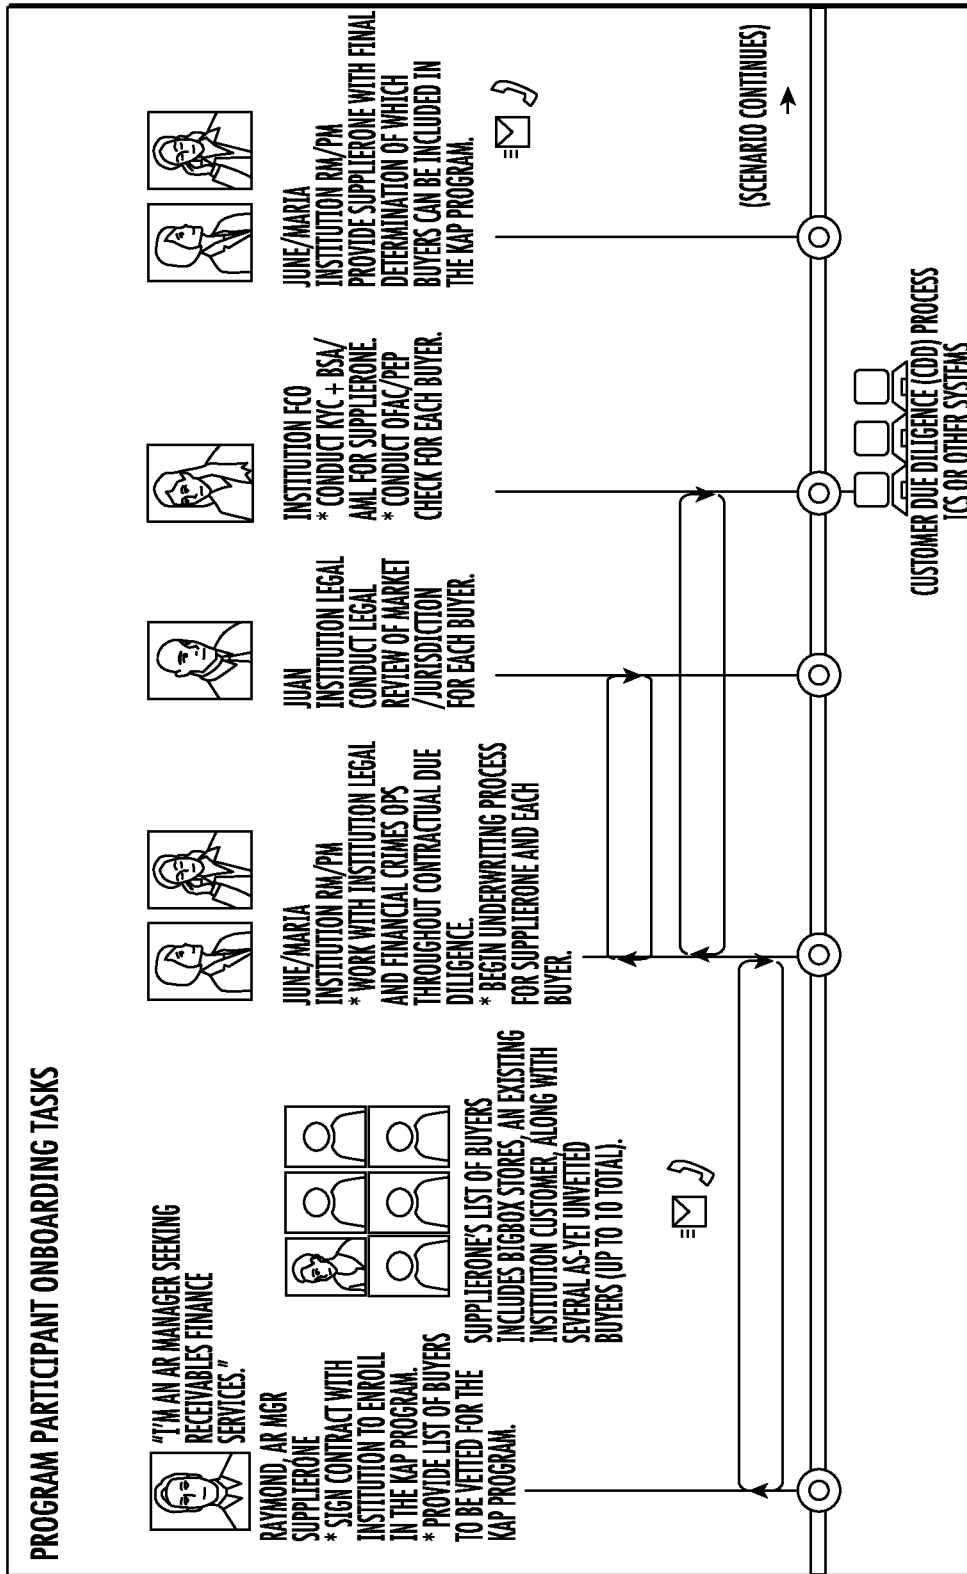 PROGRAM PARTICIPANT ONBOARDING TASKS
"I'M AN AR MANAGER SEEKING
RECEIVABLES FINANCE
SERVICES."
RAYMOND, AR MGR
SUPPLIERONE
* SIGN CONTRACT WITH
INSTITUTION TO ENROLL
IN THE KAP PROGRAM.
* PROVIDE LIST OF BUYERS
TO BE VETTED FOR THE
KAP PROGRAM.
SUPPLIERONE'S LIST OF BUYERS
INCLUDES BIGBOX STORES, AN EXISTING
INSTITUTION CUSTOMER, ALONG WITH
SEVERAL AS-YET UNVETTED
BUYERS (UP TO 10 TOTAL).
JUNE/MARIA
INSTITUTION RM/PM
* WORK WITH INSTITUTION LEGAL
AND FINANCIAL CRIMES OPS
THROUGHOUT CONTRACTUAL DUE
DILIGENCE.
* BEGIN UNDERWRITING PROCESS
FOR SUPPLIERONE AND EACH
BUYER.
JUAN
INSTITUTION LEGAL
CONDUCT LEGAL
REVIEW OF MARKET
/JURISDICTION
FOR EACH BUYER.
INSTITUTION FCO
* CONDUCT KYC + BSA/
AML FOR SUPPLIERONE.
* CONDUCT OFAC/PEP
CHECK FOR EACH BUYER.
JUNE/MARIA
INSTITUTION RM/PM
PROVIDE SUPPLIERONE WITH FINAL
DETERMINATION OF WHICH
BUYERS CAN BE INCLUDED IN
THE KAP PROGRAM.
(SCENARIO CONTINUES)
CUSTOMER DUE DILIGENCE (CDD) PROCESS
ICS OR OTHER SYSTEMS